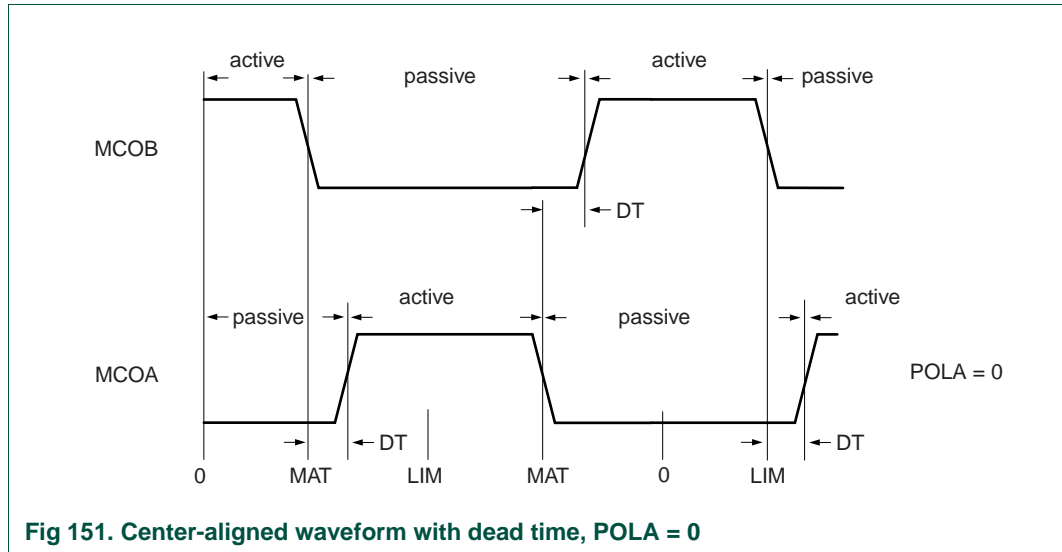 active
passive
active
passive
MCOB
DT
active
active
passive
passive
MCOA
POLA = 0
DT
DT
0
MAT
LIM
MAT
0
LIM
Fig 151. Center-aligned waveform with dead time, POLA = 0